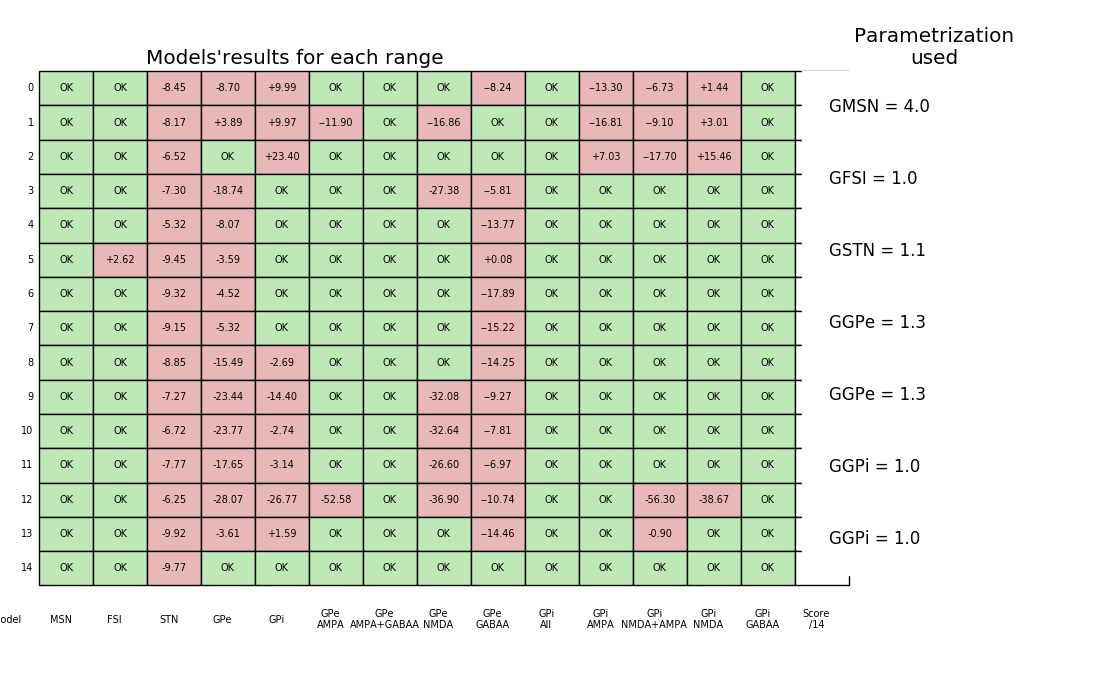 Parametrization
used
Models'results for each range
0 OK OK -8.45 -8.70 +9.99 OK OK OK --8.24 OK --13.30 --6.73 +1.44 OK
GMSN = 4.0
1 OK OK -8.17 +3.89 +9.97 --11.90 OK --16.86 OK OK --16.81 --9.10 +3.01 OK
2 OK OK -6.52 OK +23.40 OK OK OK OK OK +7.03 --17.70 +15.46 OK
GFSI = 1.0
3 OK OK -7.30 -18.74 OK OK OK -27.38 --5.81 OK OK OK OK OK
4 OK OK -5.32 -8.07 OK OK OK OK --13.77 OK OK OK OK OK
GSTN = 1.1
5 OK +2.62 -9.45 -3.59 OK OK OK OK +0.08 OK OK OK OK OK
6 OK OK -9.32 -4.52 OK OK OK OK --17.89 OK OK OK OK OK
GGPe = 1.3
7 OK OK -9.15 -5.32 OK OK OK OK --15.22 OK OK OK OK OK
8 OK OK -8.85 -15.49 -2.69 OK OK OK --14.25 OK OK OK OK OK
GGPe = 1.3
9 OK OK -7.27 -23.44 -14.40 OK OK -32.08 --9.27 OK OK OK OK OK
10 OK OK -6.72 -23.77 -2.74 OK OK -32.64 --7.81 OK OK OK OK OK
GGPi = 1.0
11 OK OK -7.77 -17.65 -3.14 OK OK -26.60 --6.97 OK OK OK OK OK
12 OK OK -6.25 -28.07 -26.77 -52.58 OK -36.90 --10.74 OK OK -56.30 -38.67 OK
13 OK OK -9.92 -3.61 +1.59 OK OK OK --14.46 OK OK -0.90 OK OK
GGPi = 1.0
14 OK OK -9.77 OK OK OK OK OK OK OK OK OK OK OK
odel MSN FSI STN GPe GPi GPe AMPA GPe AMPA+GABAA GPe NMDA GPe GABAA GPi All GPi AMPA GPi NMDA+AMPA GPi NMDA GPi GABAA Score /14